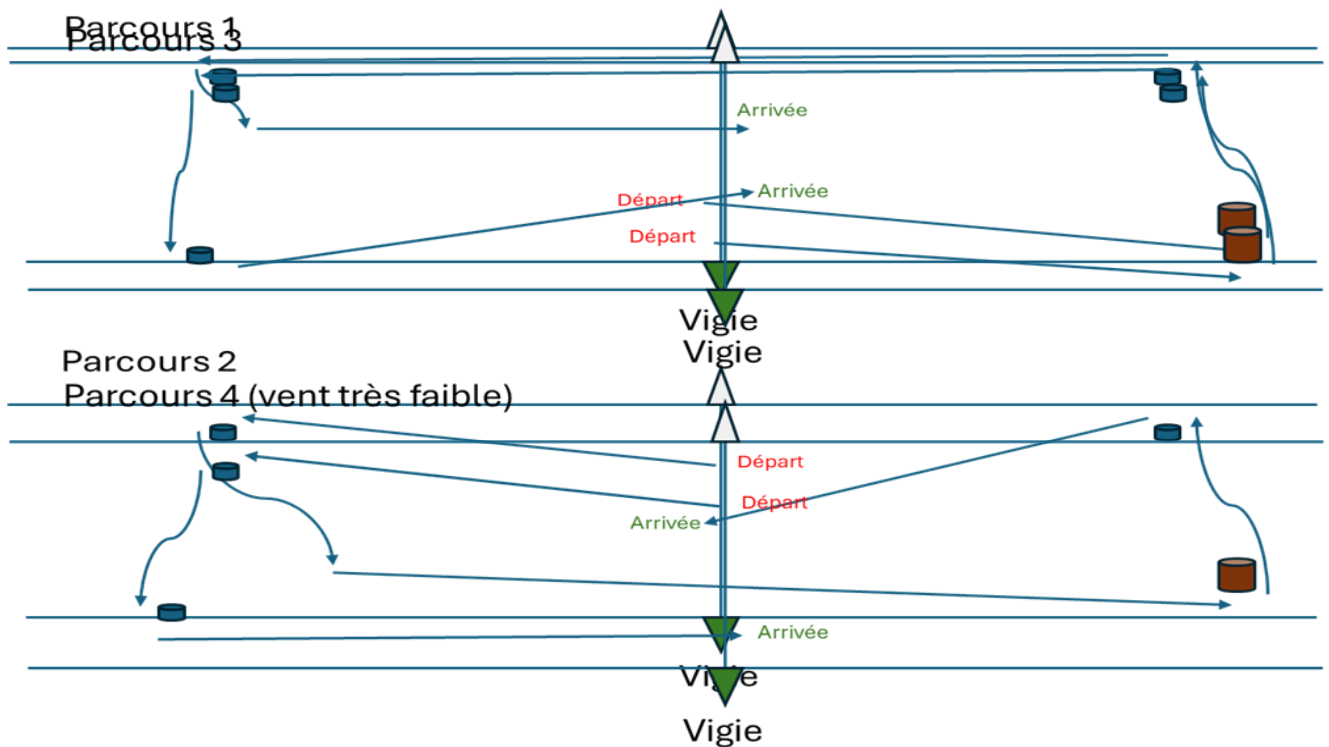 Parcours 1
Parcours 3
Arrivée
Départ
Arrivée
Départ
Vigie
Vigie
Parcours 2
Parcours 4 (vent très faible)
Départ
Départ
Arrivée
Arrivée
Vigie
Vigie